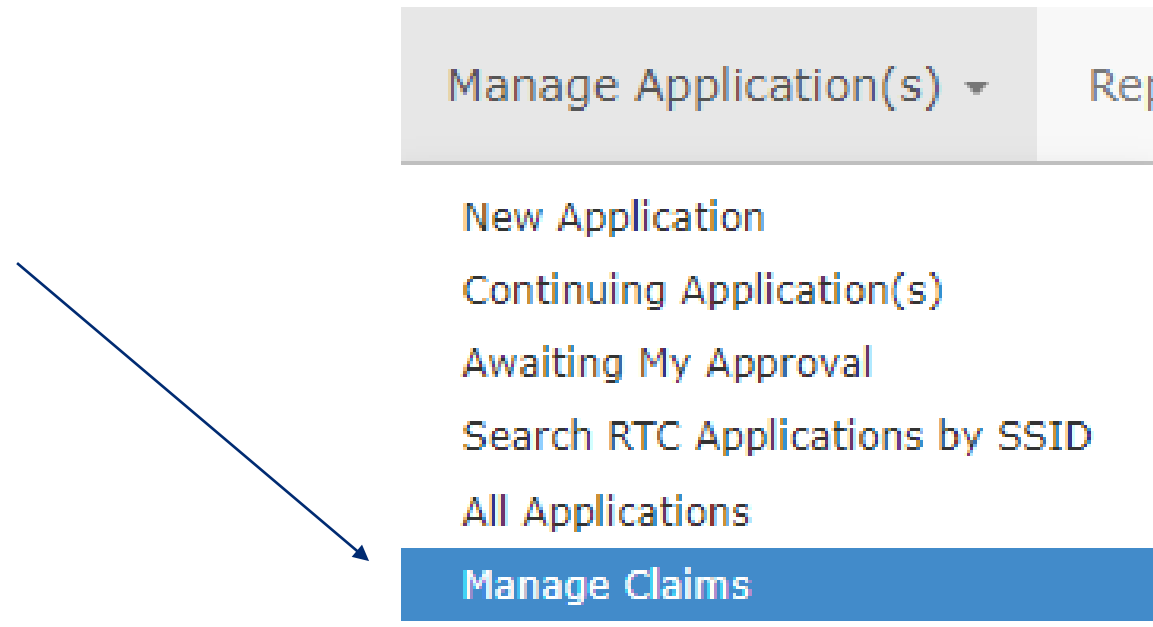 Manage Application(s) Rep
New Application
Continuing Application(s)
Awaiting My Approval
Search RTC Applications by SSID
All Applications
Manage Claims